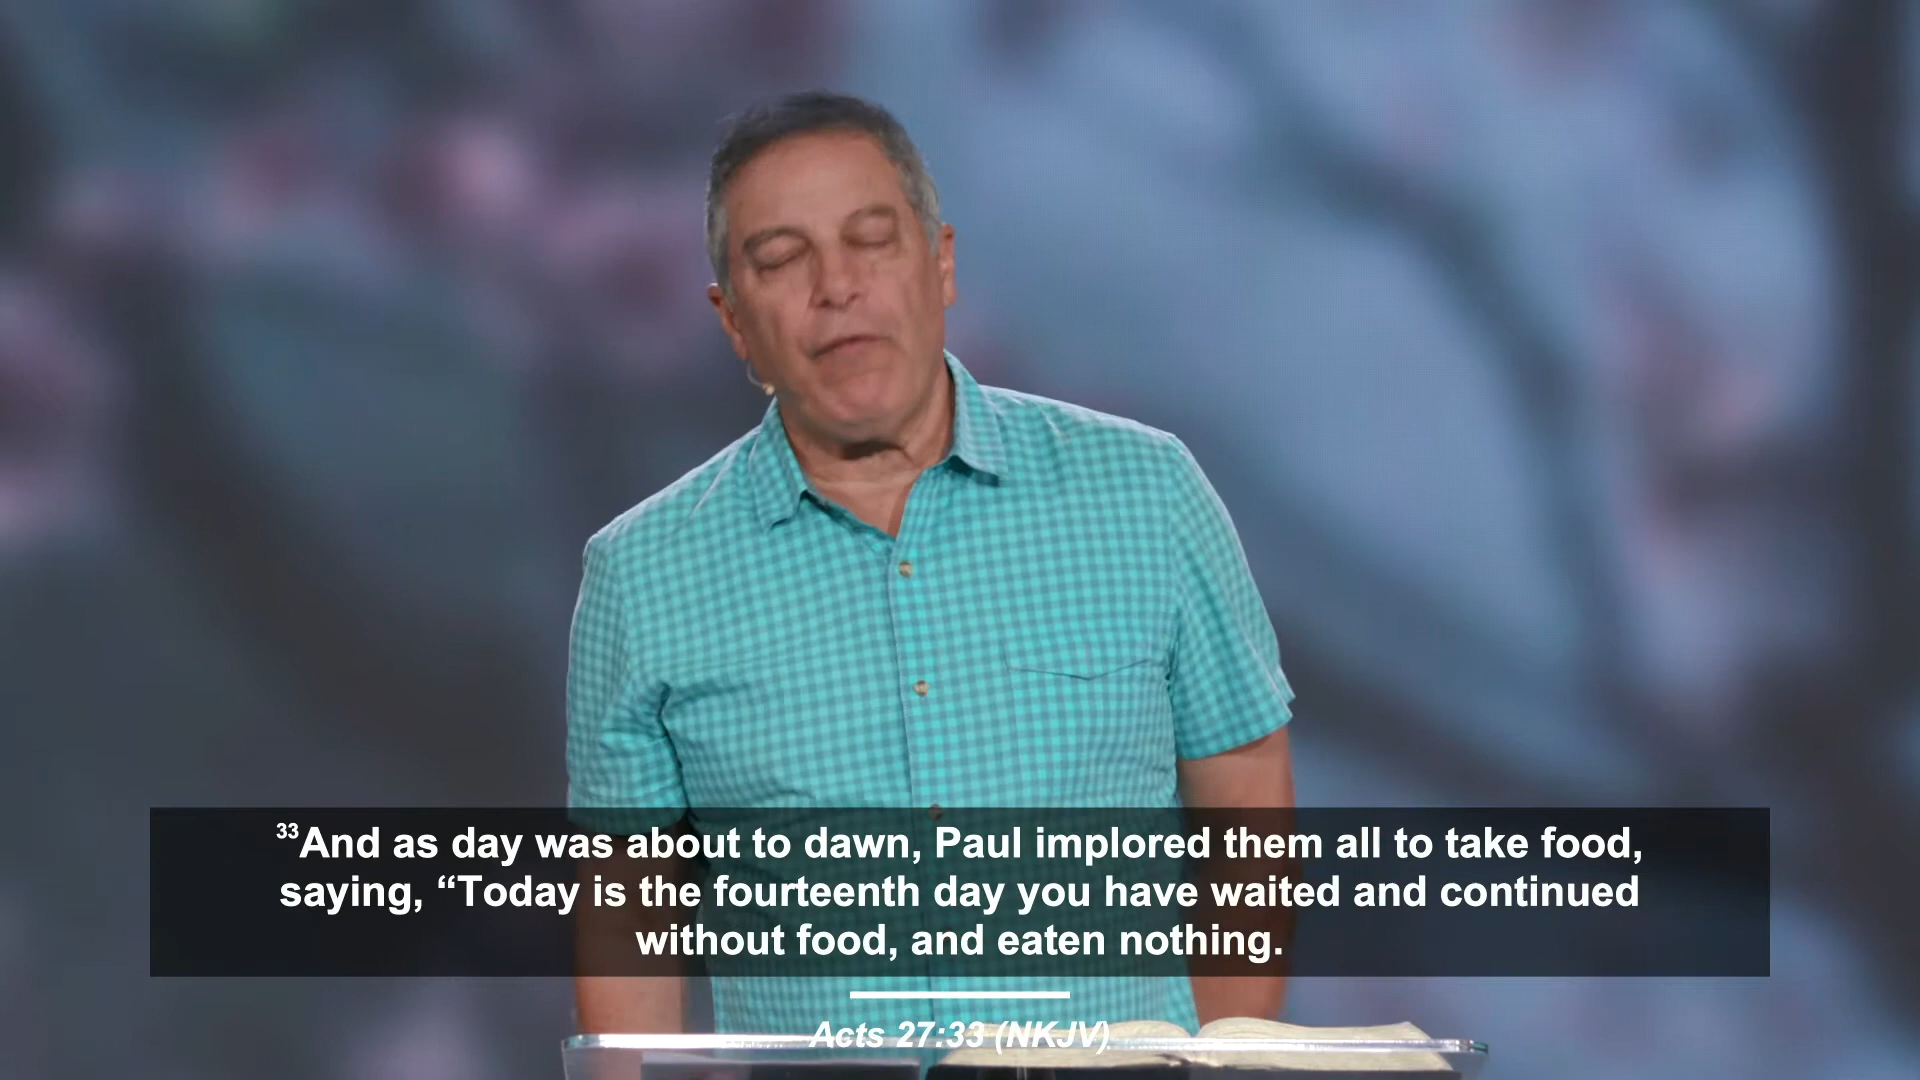 33And as day was about to dawn, Paul implored them all to take food,
saying, “Today is the fourteenth day you have waited and continued
without food, and eaten nothing.
Acts 27:33 (NKJV)